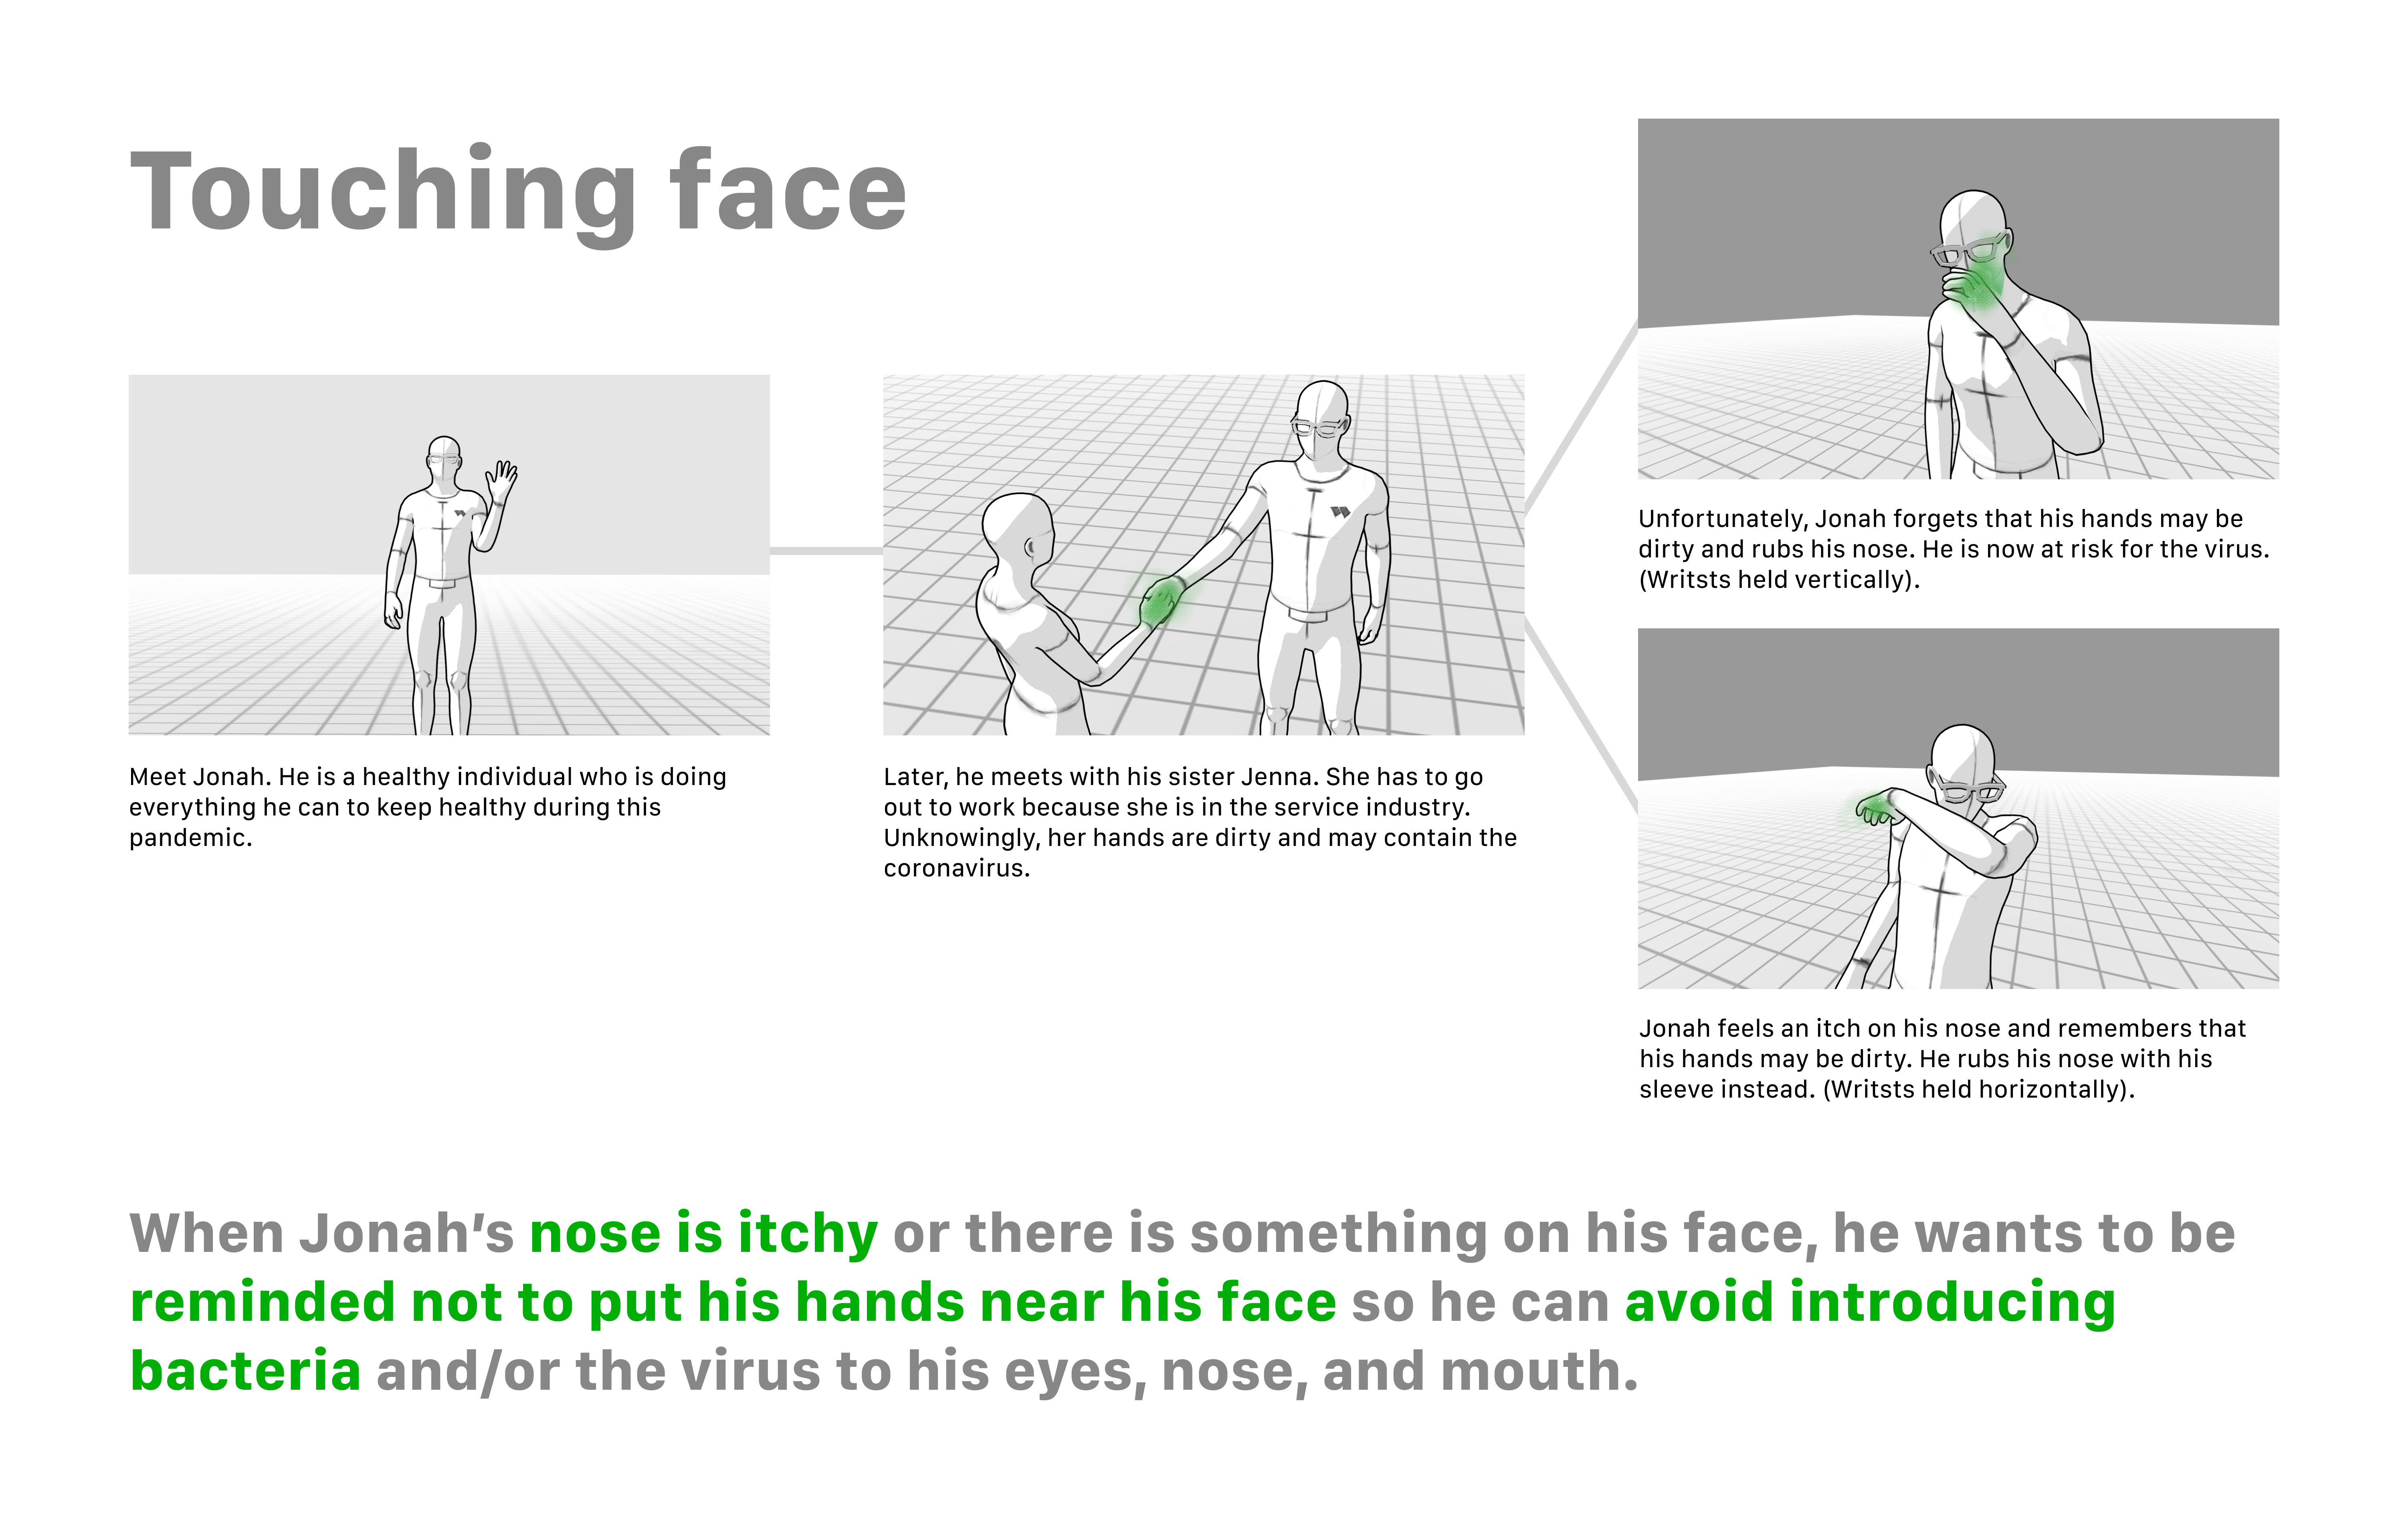 Touching face
Meet Jonah. He is a healthy individual who is doing
everything he can to keep healthy during this
pandemic.
Later, he meets with his sister Jenna. She has to go
out to work because she is in the service industry.
Unknowingly, her hands are dirty and may contain the
coronavirus.
Unfortunately, Jonah forgets that his hands may be
dirty and rubs his nose. He is now at risk for the virus.
(Writsts held vertically).
Jonah feels an itch on his nose and remembers that
his hands may be dirty. He rubs his nose with his
sleeve instead. (Writsts held horizontally).
When Jonah’s nose is itchy or there is something on his face, he wants to be
reminded not to put his hands near his face so he can avoid introducing
bacteria and/or the virus to his eyes, nose, and mouth.